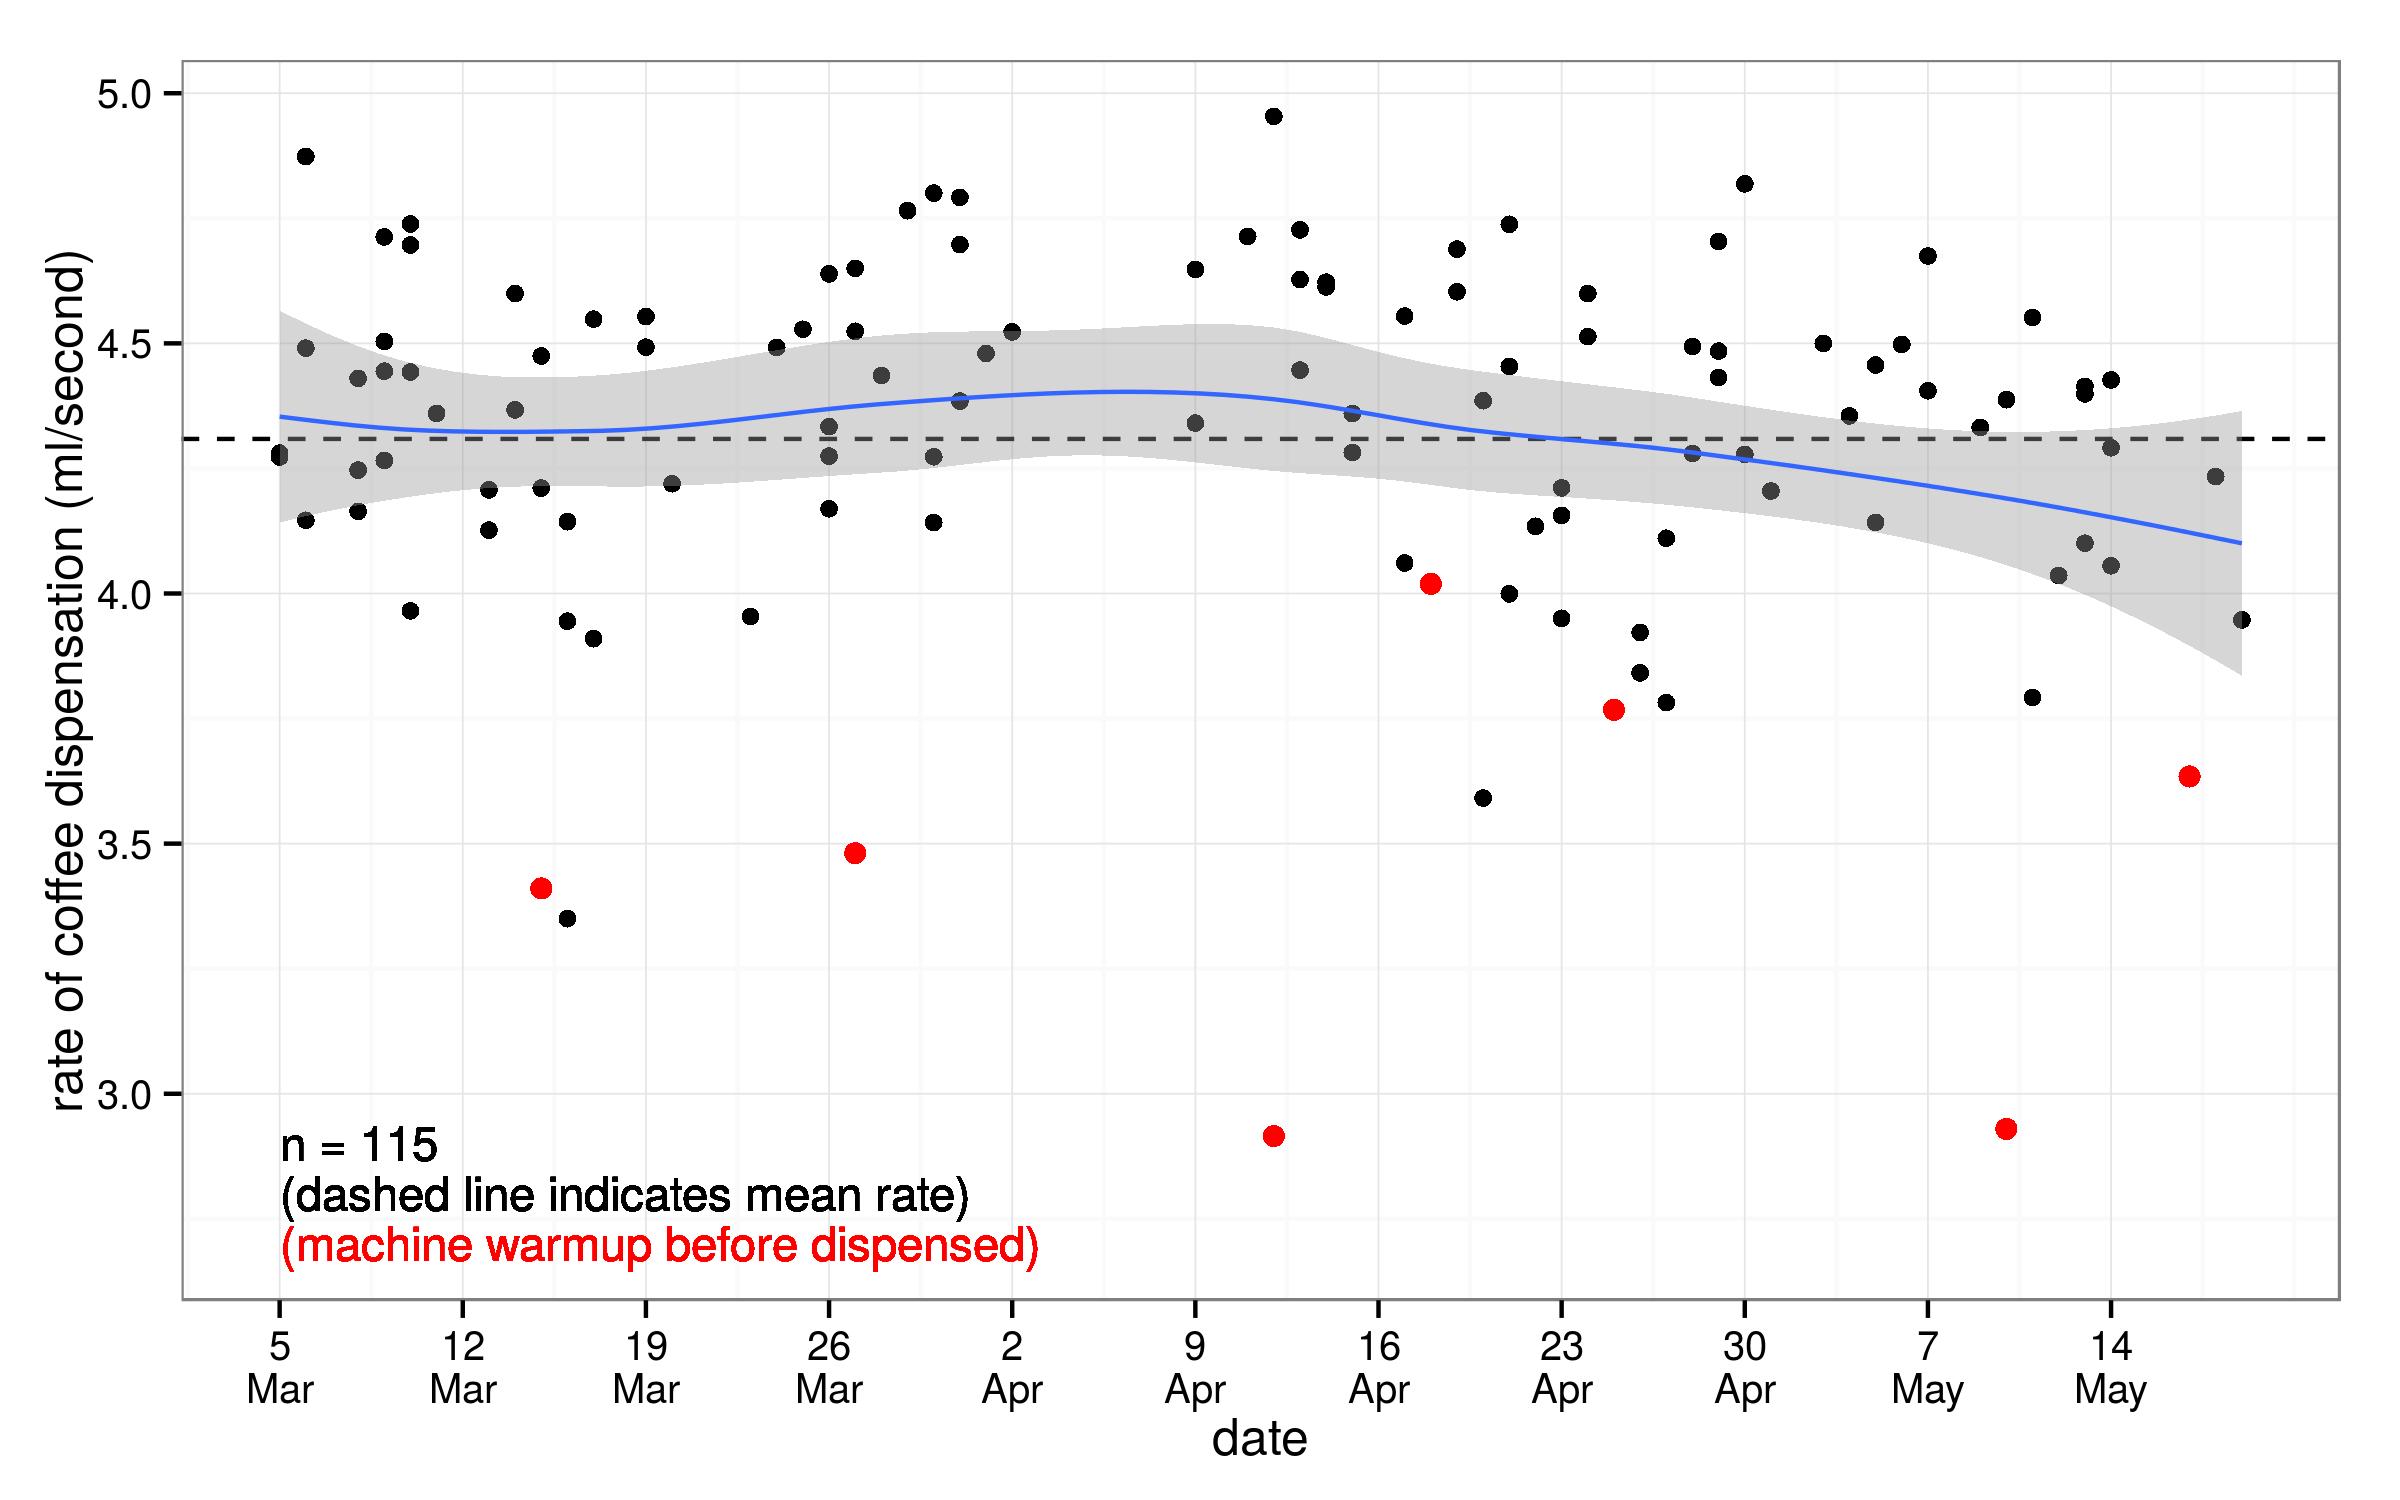 rate of coffee dispensation (ml/second)
5.0
4.5
4.0
3.5
3.0
n = 115
(dashed line indicates mean rate)
(machine warmup before dispensed)
5 12 19 26 2 9 16 23 30 7 14
Mar Mar Mar Mar Apr Apr Apr Apr Apr May May
date